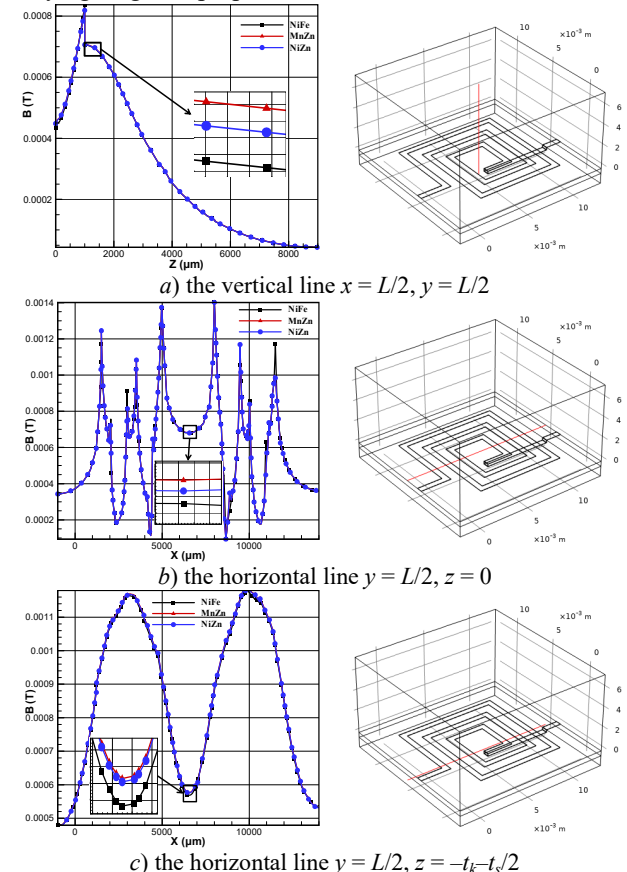 0.0008
0.0006
0.0004
0.0002
B (T)
0 2000 4000 6000 8000
Z (µm)
NiFe
MnZn
NiZn
10
×10⁻³ m
5
0
6
4
2
0
10
5
0
×10⁻³ m
a) the vertical line x = L/2, y = L/2
0.0014
0.0012
0.001
0.0008
0.0006
0.0004
0.0002
B (T)
0 5000 10000
X (µm)
NiFe
MnZn
NiZn
10
×10⁻³ m
5
0
6
4
2
0
10
5
0
×10⁻³ m
b) the horizontal line y = L/2, z = 0
0.0011
0.001
0.0009
0.0008
0.0007
0.0006
0.0005
B (T)
0 5000 10000
X (µm)
NiFe
MnZn
NiZn
10
×10⁻³ m
5
0
6
4
2
0
10
5
0
×10⁻³ m
c) the horizontal line y = L/2, z = –tₖ–tₛ/2